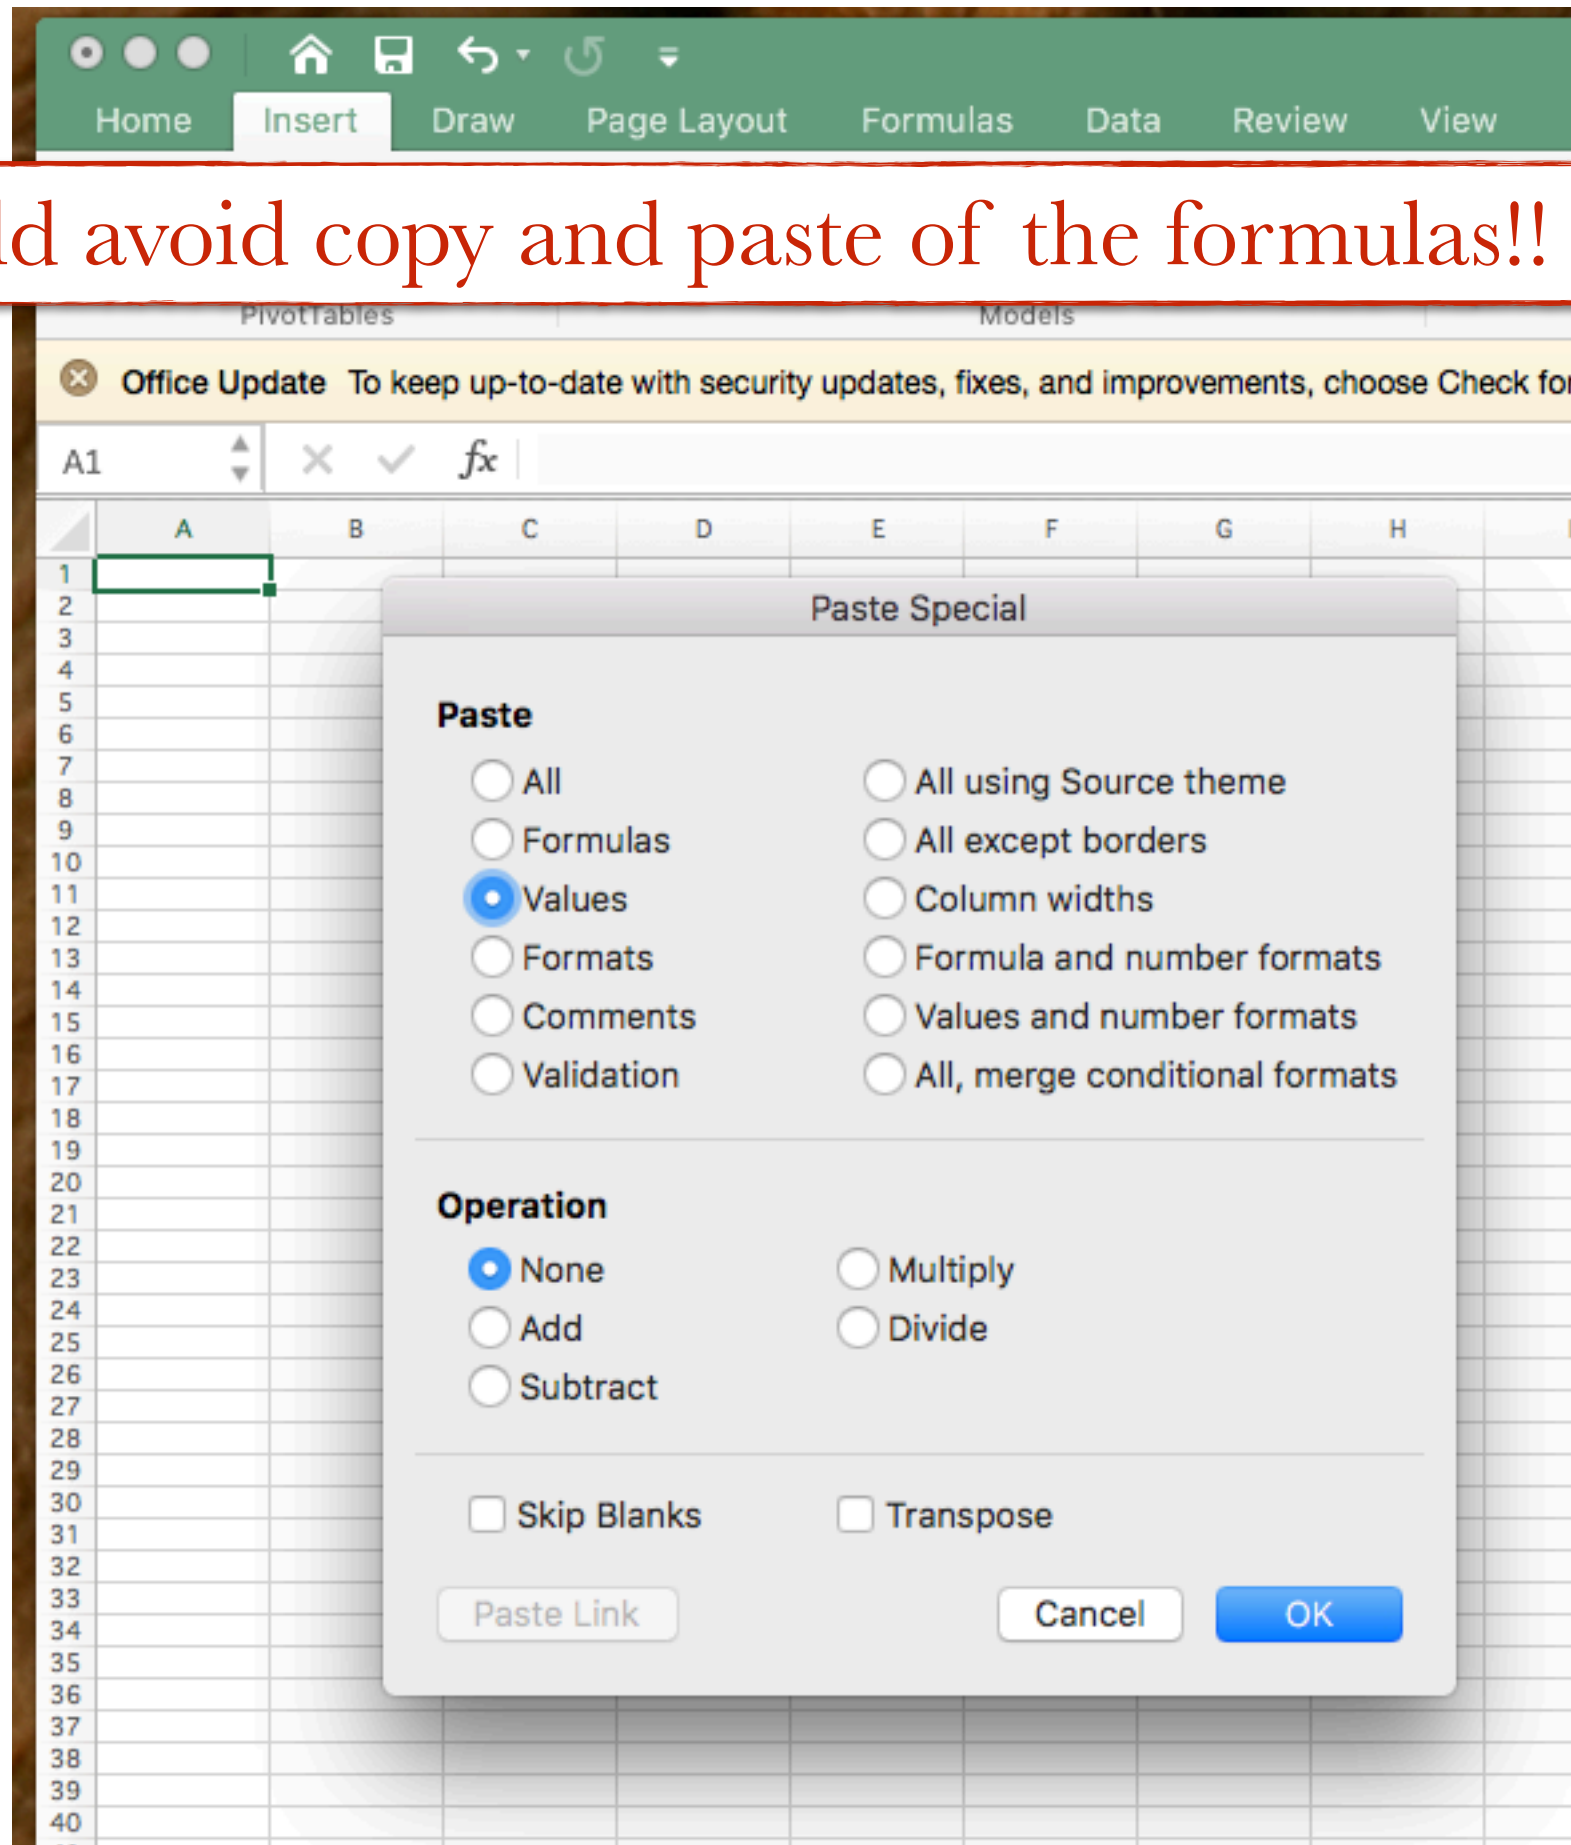 Home Insert Draw Page Layout Formulas Data Review View
avoid copy and paste of the formulas!!
PivotTables Models
Office Update To keep up-to-date with security updates, fixes, and improvements, choose Check for
A1 fx
A B C D E F G H
1
2
3
4
5
6
7
8
9
10
11
12
13
14
15
16
17
18
19
20
21
22
23
24
25
26
27
28
29
30
31
32
33
34
35
36
37
38
39
40
Paste Special
Paste
All All using Source theme
Formulas All except borders
Values Column widths
Formats Formula and number formats
Comments Values and number formats
Validation All, merge conditional formats
Operation
None Multiply
Add Divide
Subtract
Skip Blanks Transpose
Paste Link Cancel OK